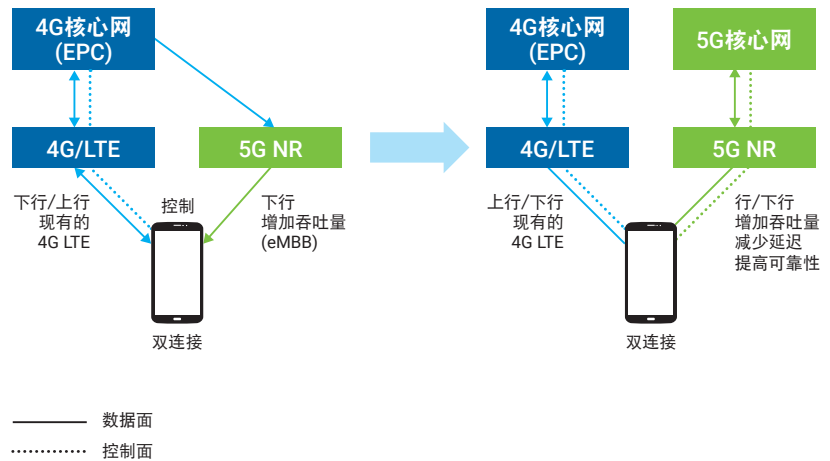 4G核心网
(EPC)
4G/LTE
5G NR
下行/上行
现有的
4G LTE
控制
下行
增加吞吐量
(eMBB)
双连接
4G核心网
(EPC)
5G核心网
4G/LTE
5G NR
上行/下行
现有的
4G LTE
行/下行
增加吞吐量
减少延迟
提高可靠性
双连接
数据面
控制面